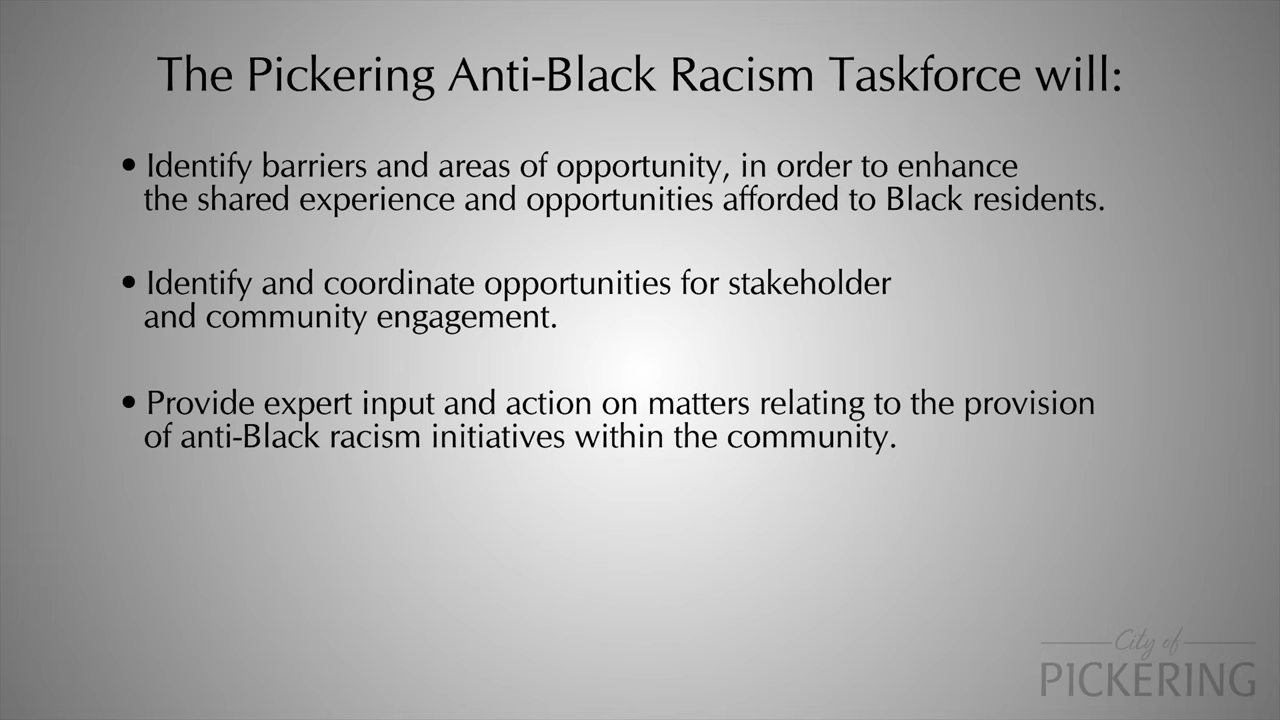 The Pickering Anti-Black Racism Taskforce will:
• Identify barriers and areas of opportunity, in order to enhance
the shared experience and opportunities afforded to Black residents.
• Identify and coordinate opportunities for stakeholder
and community engagement.
• Provide expert input and action on matters relating to the provision
of anti-Black racism initiatives within the community.
City of
PICKERING